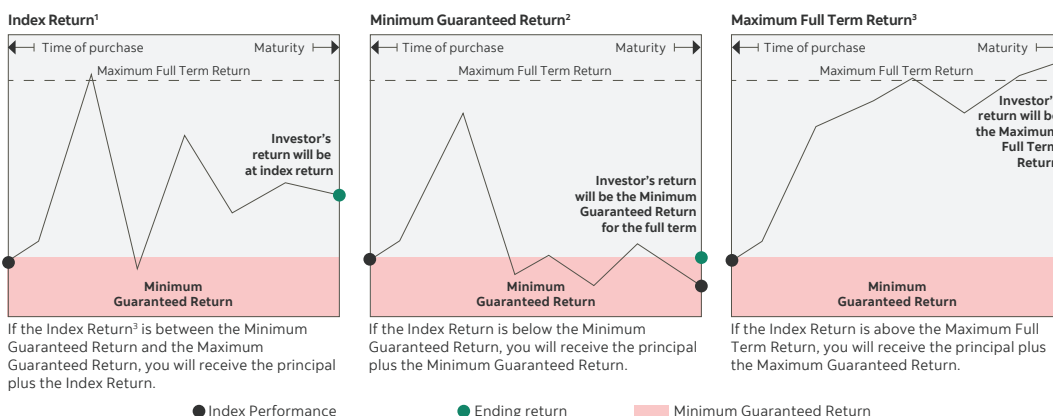 Index Return¹
Time of purchase
Maturity
Maximum Full Term Return
Investor's
return will be
at index return
Minimum
Guaranteed Return
If the Index Return³ is between the Minimum
Guaranteed Return and the Maximum
Guaranteed Return, you will receive the principal
plus the Index Return.
Minimum Guaranteed Return²
Time of purchase
Maturity
Maximum Full Term Return
Investor's return
will be the Minimum
Guaranteed Return
for the full term
Minimum
Guaranteed Return
If the Index Return is below the Minimum
Guaranteed Return, you will receive the principal
plus the Minimum Guaranteed Return.
Maximum Full Term Return³
Time of purchase
Maturity
Maximum Full Term Return
Investor's
return will be
the Maximum
Full Term
Return
Minimum
Guaranteed Return
If the Index Return is above the Maximum Full
Term Return, you will receive the principal plus
the Maximum Guaranteed Return.
Index Performance
Ending return
Minimum Guaranteed Return